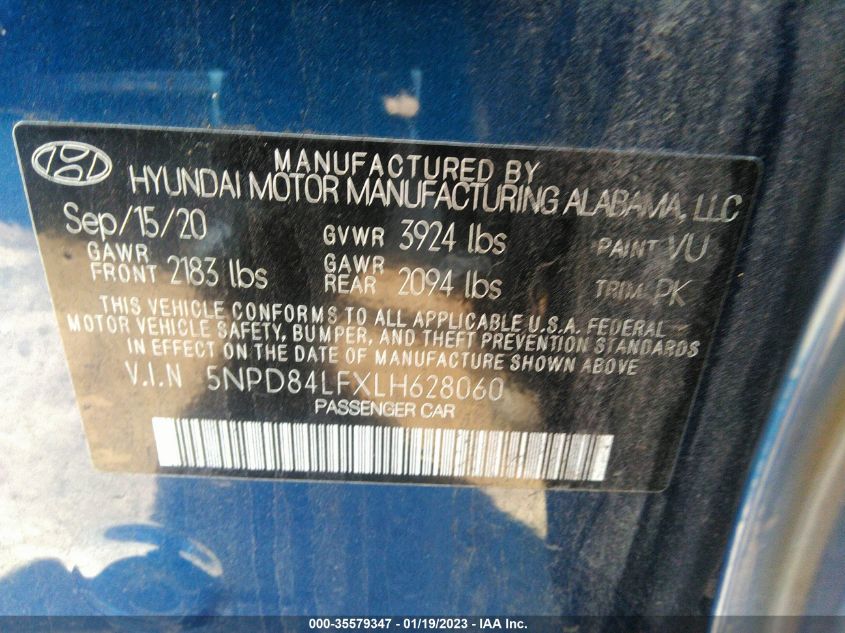 MANUFACTURED BY
HYUNDAI MOTOR MANUFACTURING ALABAMA, LLC
Sep/15/20 GVWR 3924 lbs PAINT VU
GAWR FRONT 2183 lbs GAWR REAR 2094 lbs TRIM PK
THIS VEHICLE CONFORMS TO ALL APPLICABLE U.S.A. FEDERAL
MOTOR VEHICLE SAFETY, BUMPER, AND THEFT PREVENTION STANDARDS
IN EFFECT ON THE DATE OF MANUFACTURE SHOWN ABOVE
V.I.N 5NPD84LFXLH628060
PASSENGER CAR
000-35579347 - 01/19/2023 - IAA Inc.